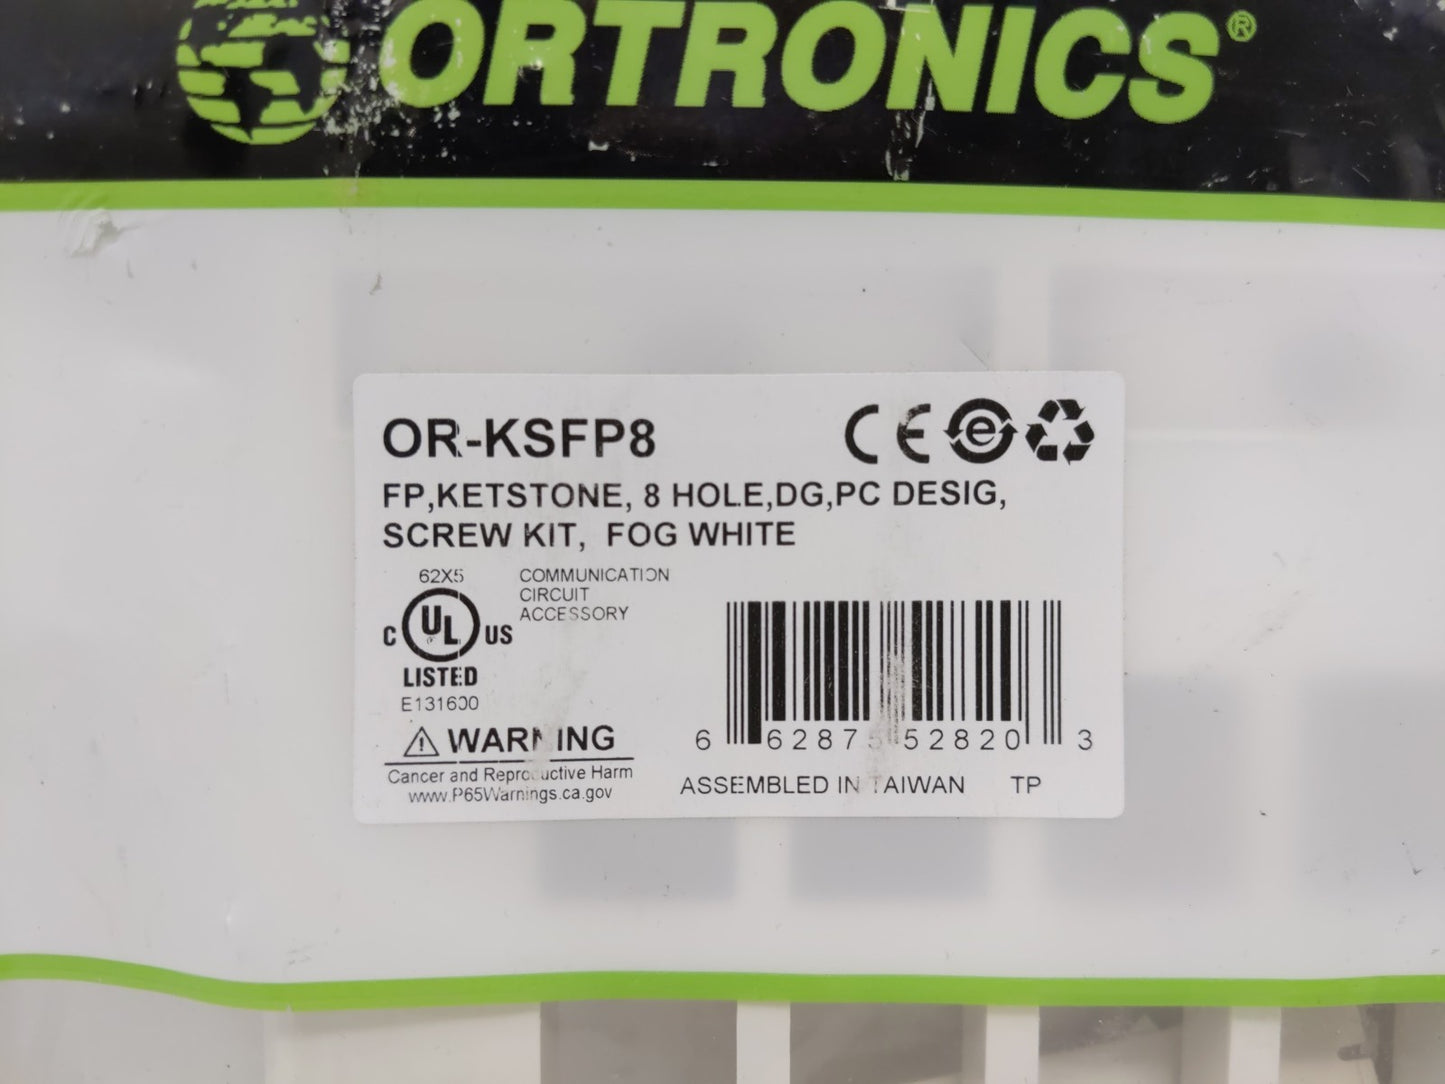 ORTRONICS®
OR-KSFP8
CE e
FP,KETSTONE, 8 HOLE,DG,PC DESIG,
SCREW KIT, FOG WHITE
62X5
COMMUNICATION
CIRCUIT
ACCESSORY
C UL US
LISTED
E131600
WARNING
Cancer and Reproductive Harm
www.P65Warnings.ca.gov
6 62875 52820 3
ASSEMBLED IN TAIWAN TP